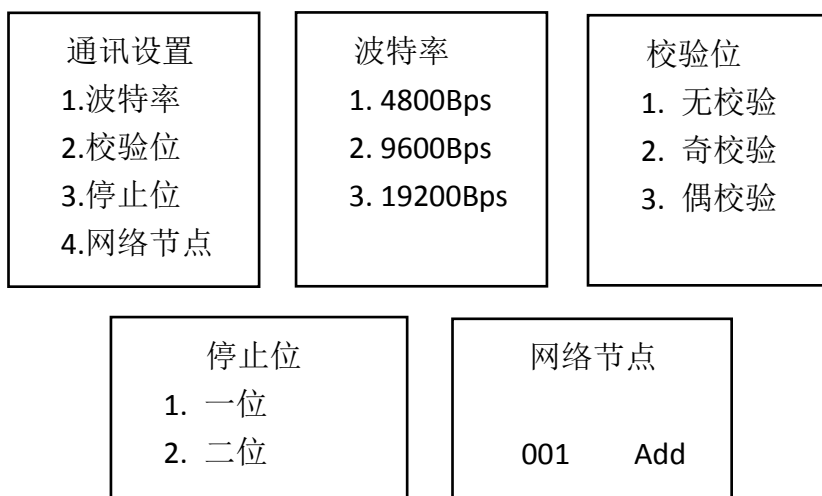 通讯设置
1.波特率
2.校验位
3.停止位
4.网络节点
波特率
1. 4800Bps
2. 9600Bps
3. 19200Bps
校验位
1. 无校验
2. 奇校验
3. 偶校验
停止位
1. 一位
2. 二位
网络节点
001 Add